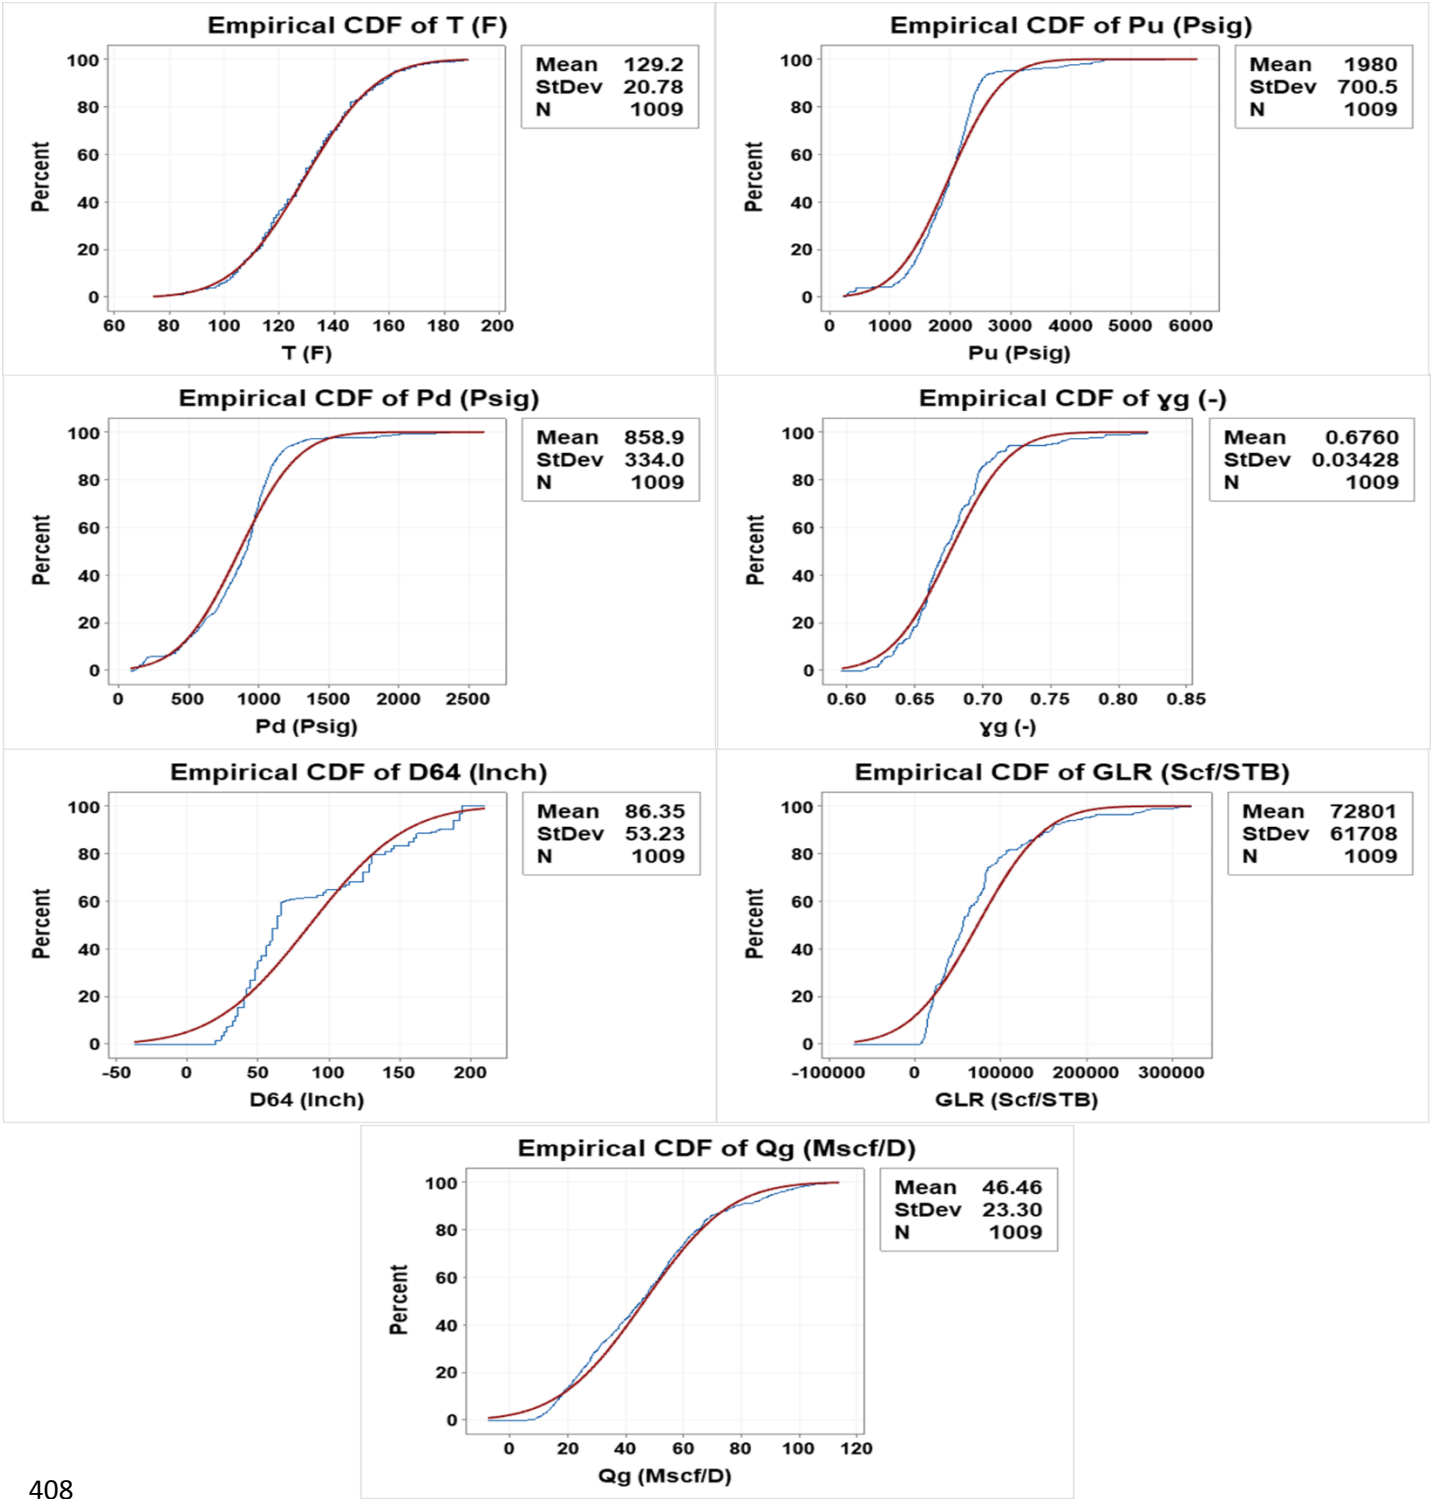 Empirical CDF of T (F)
100
80
60
40
20
0
Percent
60 80 100 120 140 160 180 200
T (F)
Mean 129.2
StDev 20.78
N 1009
Empirical CDF of Pu (Psig)
100
80
60
40
20
0
Percent
0 1000 2000 3000 4000 5000 6000
Pu (Psig)
Mean 1980
StDev 700.5
N 1009
Empirical CDF of Pd (Psig)
100
80
60
40
20
0
Percent
0 500 1000 1500 2000 2500
Pd (Psig)
Mean 858.9
StDev 334.0
N 1009
Empirical CDF of ɣg (-)
100
80
60
40
20
0
Percent
0.60 0.65 0.70 0.75 0.80 0.85
ɣg (-)
Mean 0.6760
StDev 0.03428
N 1009
Empirical CDF of D64 (Inch)
100
80
60
40
20
0
Percent
-50 0 50 100 150 200
D64 (Inch)
Mean 86.35
StDev 53.23
N 1009
Empirical CDF of GLR (Scf/STB)
100
80
60
40
20
0
Percent
-100000 0 100000 200000 300000
GLR (Scf/STB)
Mean 72801
StDev 61708
N 1009
Empirical CDF of Qg (Mscf/D)
100
80
60
40
20
0
Percent
0 20 40 60 80 100 120
Qg (Mscf/D)
Mean 46.46
StDev 23.30
N 1009
408